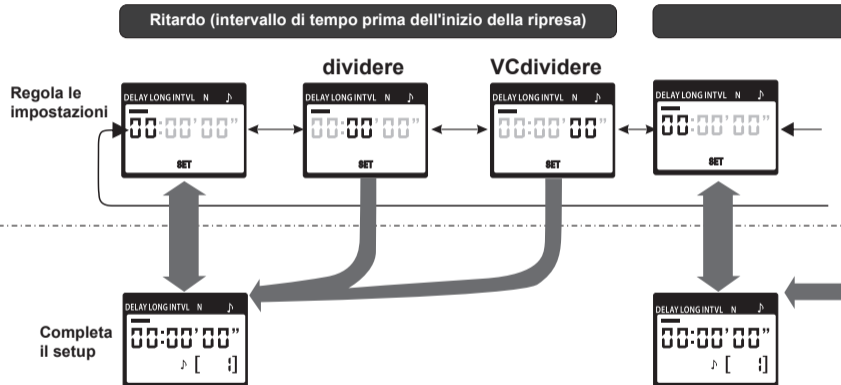 Ritardo (intervallo di tempo prima dell'inizio della ripresa)
dividere
VCdividere
Regola le
impostazioni
DELAY LONG INTVL N ♪
00:00'00"
SET
DELAY LONG INTVL N ♪
00:00'00"
SET
DELAY LONG INTVL N ♪
00:00'00"
SET
DELAY LONG INTVL N ♪
00:00'00"
SET
Completa
il setup
DELAY LONG INTVL N ♪
00:00'00"
♪ [ 1]
DELAY LONG INTVL N ♪
00:00'00"
♪ [ 1]